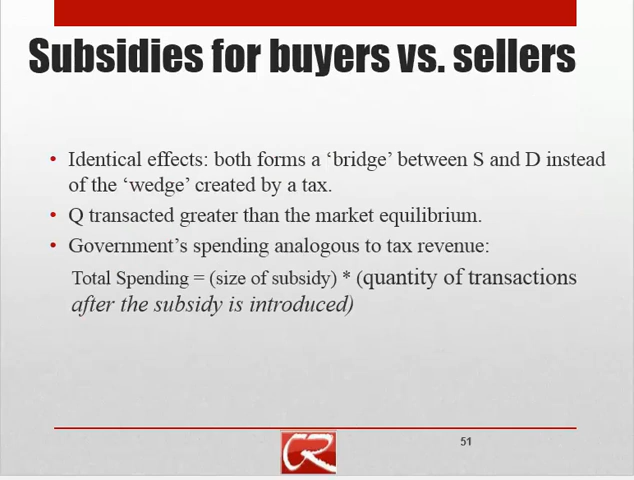 Subsidies for buyers vs. sellers
• Identical effects: both forms a ‘bridge’ between S and D instead
of the ‘wedge’ created by a tax.
• Q transacted greater than the market equilibrium.
• Government’s spending analogous to tax revenue:
Total Spending = (size of subsidy) * (quantity of transactions
after the subsidy is introduced)
51
CR